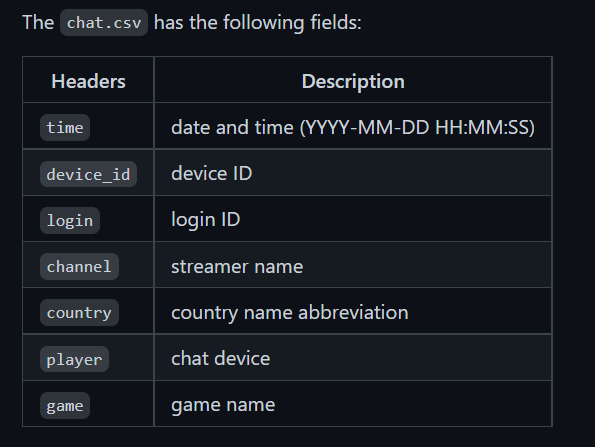 The chat.csv has the following fields:
Headers Description
time date and time (YYYY-MM-DD HH:MM:SS)
device_id device ID
login login ID
channel streamer name
country country name abbreviation
player chat device
game game name